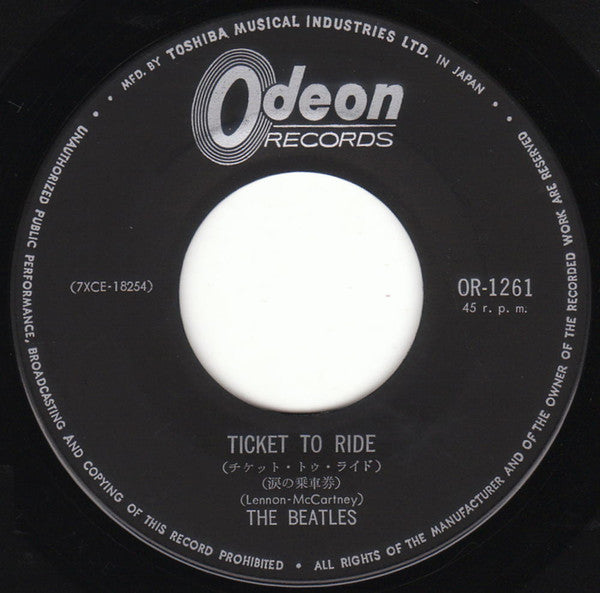 MFD. BY TOSHIBA MUSICAL INDUSTRIES LTD. IN JAPAN
Odeon
RECORDS
(7XCE-18254)
OR-1261
45 r. p. m.
TICKET TO RIDE
(チケット・トゥ・ライド)
(涙の乗車券)
(Lennon-McCartney)
THE BEATLES
• ALL RIGHTS OF THE MANUFACTURER AND OF THE OWNER OF THE RECORDED WORK ARE RESERVED • UNAUTHORIZED PUBLIC PERFORMANCE, BROADCASTING AND COPYING OF THIS RECORD PROHIBITED